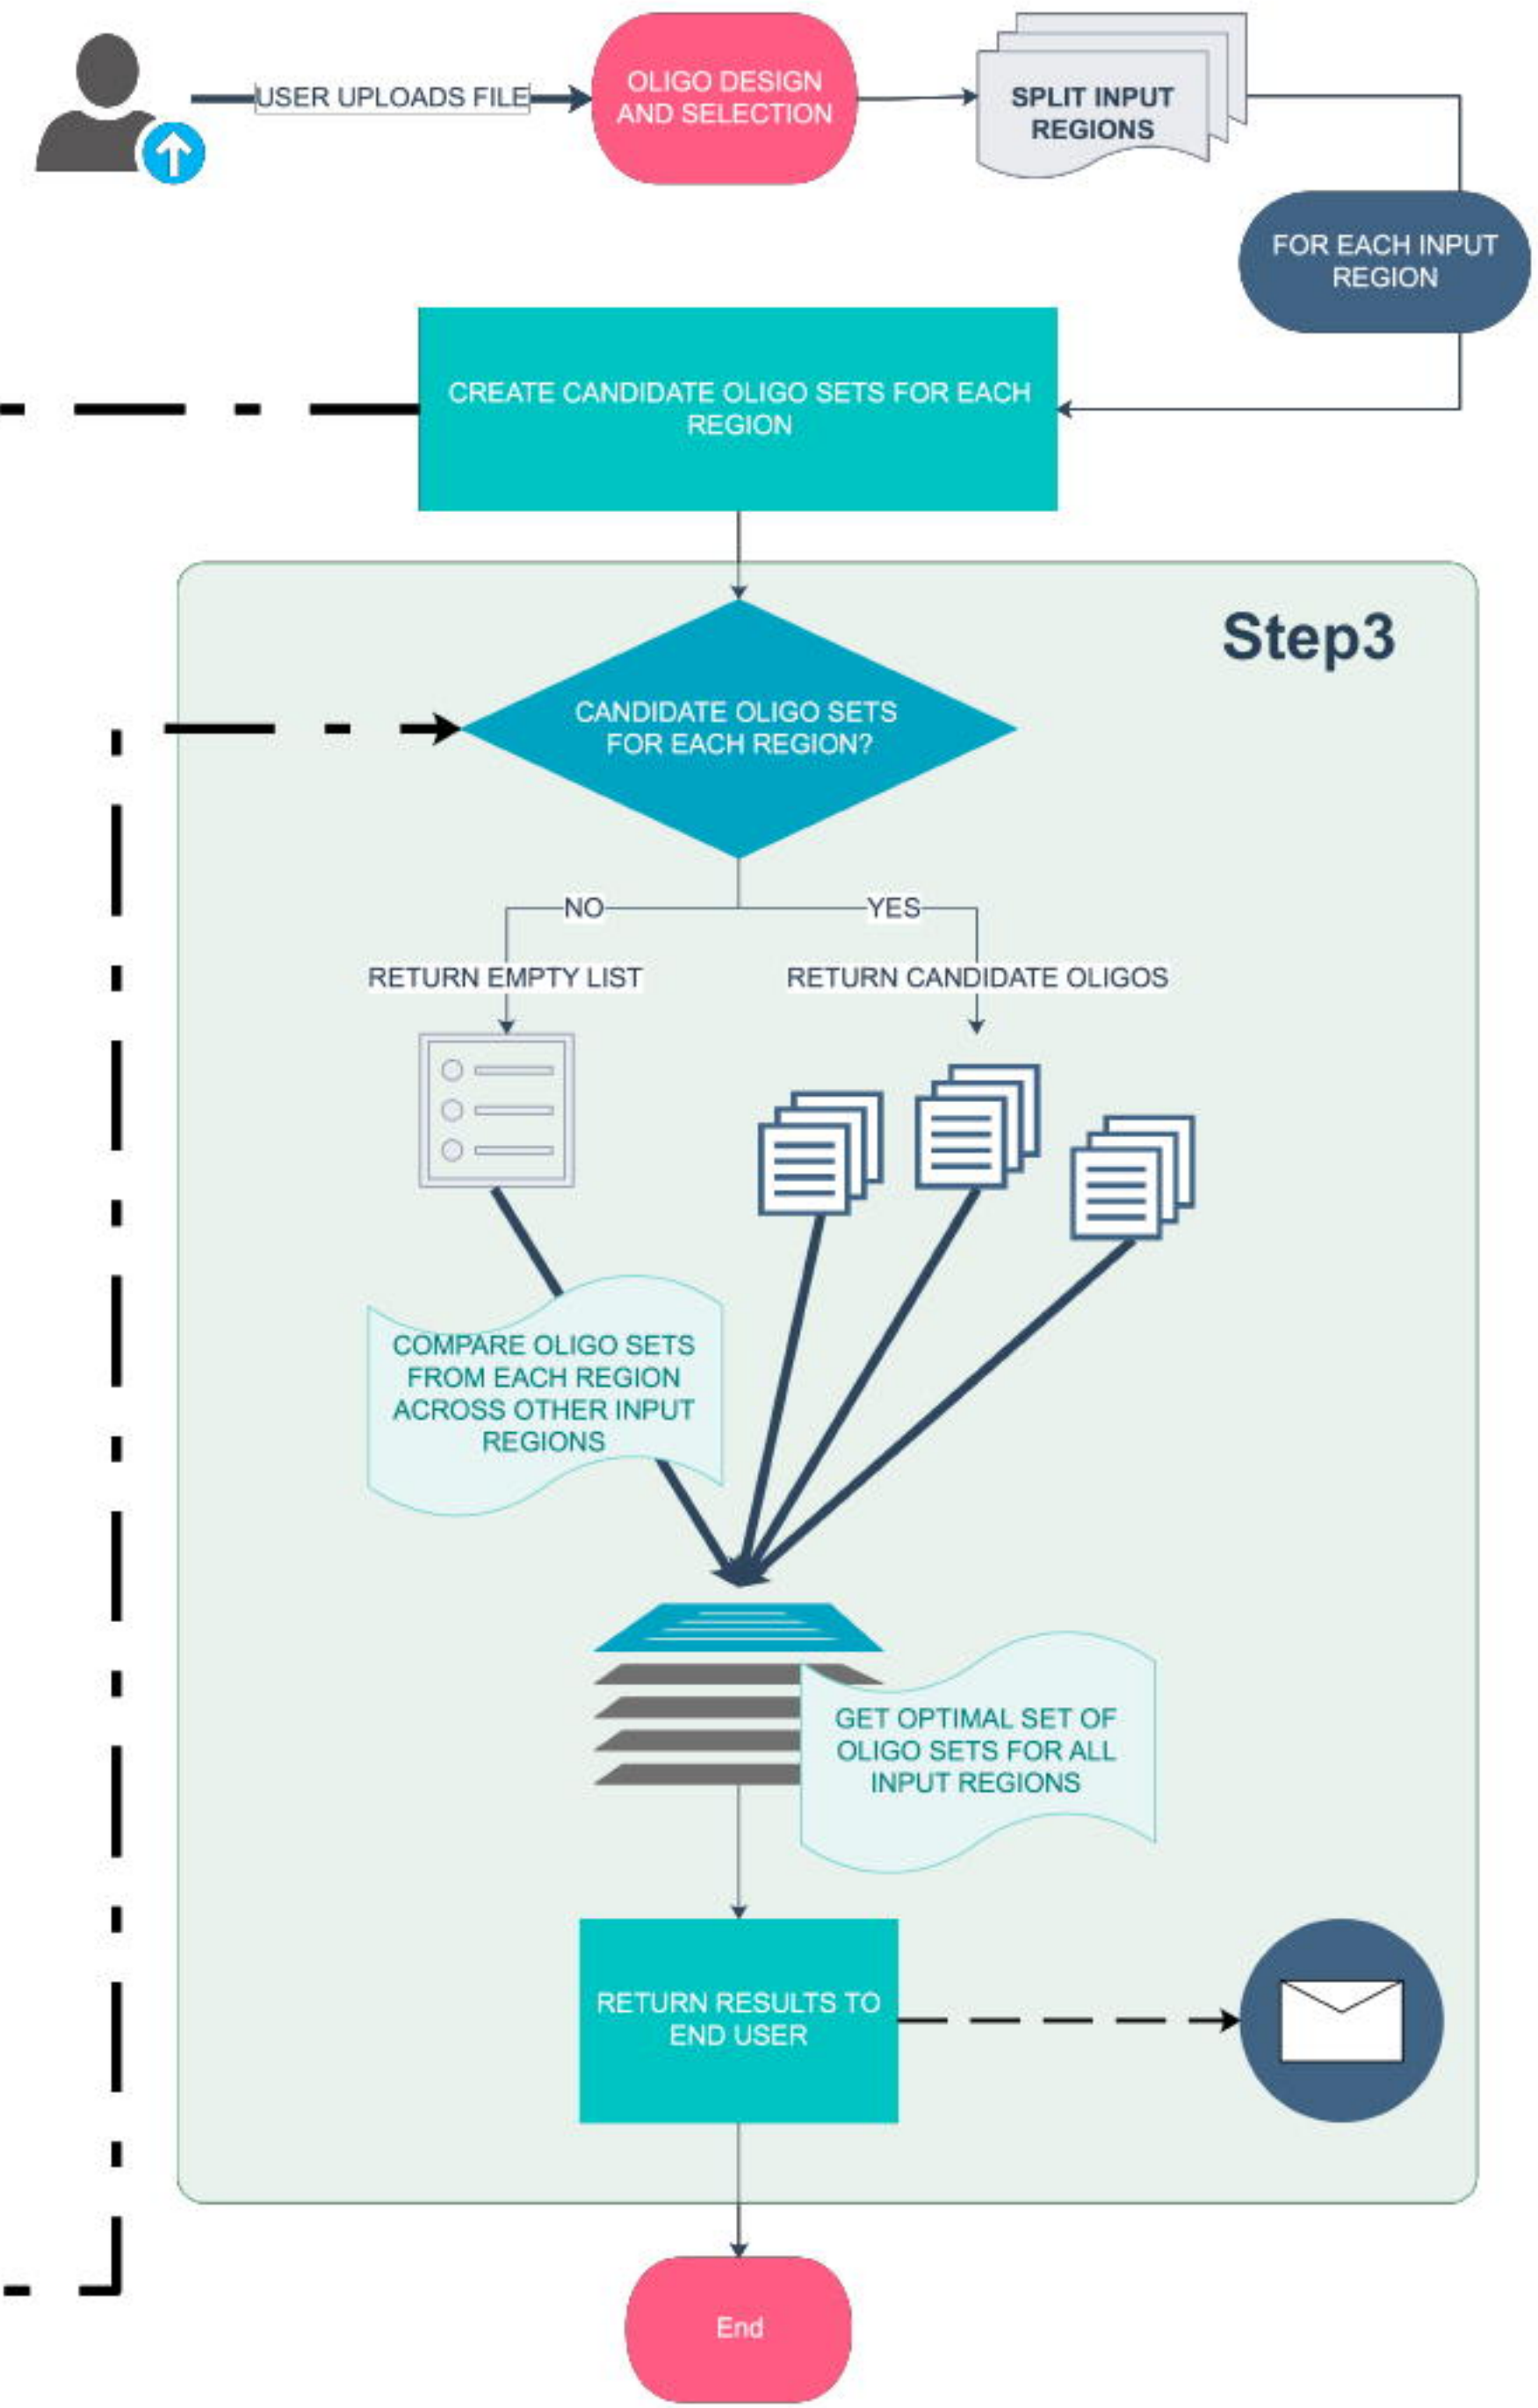 USER UPLOADS FILE
OLIGO DESIGN
AND SELECTION
SPLIT INPUT
REGIONS
FOR EACH INPUT
REGION
CREATE CANDIDATE OLIGO SETS FOR EACH
REGION
Step3
CANDIDATE OLIGO SETS
FOR EACH REGION?
NO
YES
RETURN EMPTY LIST
RETURN CANDIDATE OLIGOS
COMPARE OLIGO SETS
FROM EACH REGION
ACROSS OTHER INPUT
REGIONS
GET OPTIMAL SET OF
OLIGO SETS FOR ALL
INPUT REGIONS
RETURN RESULTS TO
END USER
End